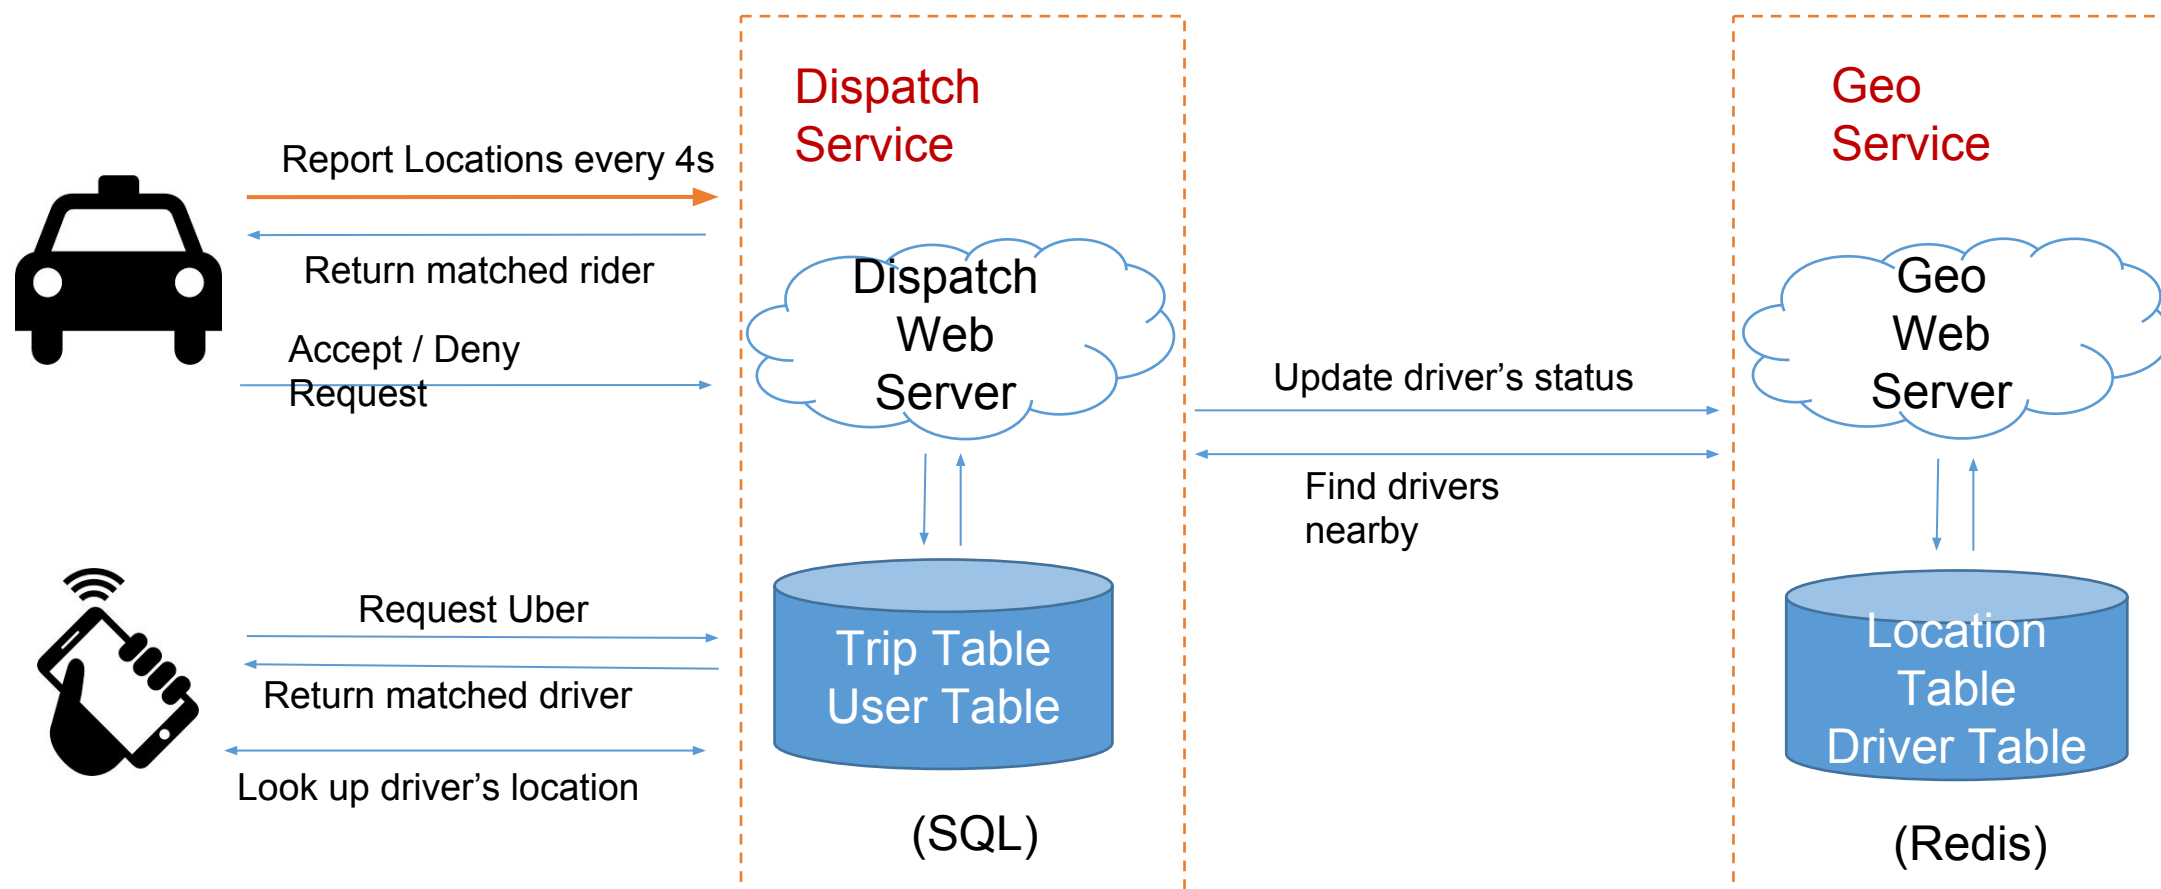 Dispatch
Service
Geo
Service
Report Locations every 4s
Return matched rider
Accept / Deny
Request
Dispatch
Web
Server
Update driver’s status
Find drivers
nearby
Geo
Web
Server
Request Uber
Return matched driver
Look up driver’s location
Trip Table
User Table
(SQL)
Location
Table
Driver Table
(Redis)